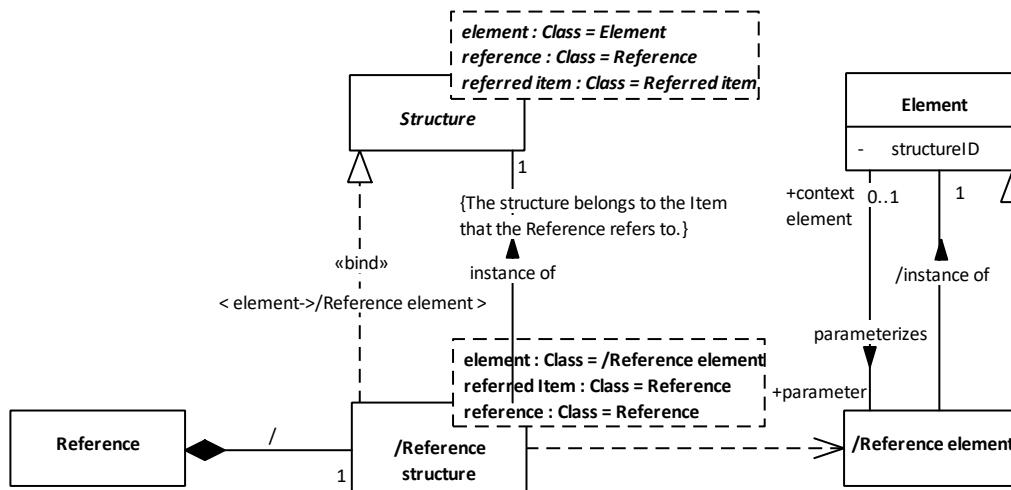 element : Class = Element
reference : Class = Reference
referred item : Class = Referred item
Structure
Element
- structureID
1
+context
element
0..1
1
{The structure belongs to the Item
that the Reference refers to.}
«bind»
instance of
/instance of
< element->/Reference element >
parameterizes
element : Class = /Reference element
referred Item : Class = Reference
reference : Class = Reference
+parameter
Reference
/
1
/Reference
structure
/Reference element